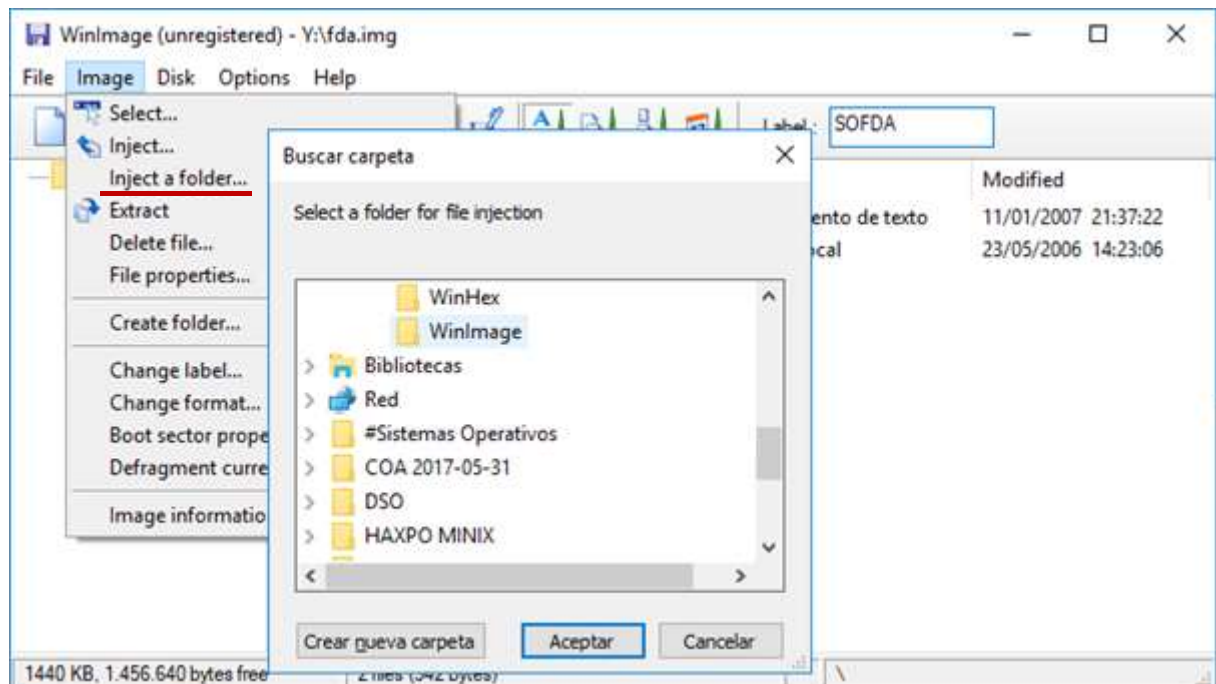 WinImage (unregistered) - Y:\fda.img
File Image Disk Options Help
Label: SOFDA
Select...
Inject...
Inject a folder...
Extract
Delete file...
File properties...
Create folder...
Change label...
Change format...
Boot sector prope
Defragment curre
Image informatio
Buscar carpeta
Select a folder for file injection
WinHex
WinImage
Bibliotecas
Red
#Sistemas Operativos
COA 2017-05-31
DSO
HAXPO MINIX
Crear nueva carpeta Aceptar Cancelar
Modified
ento de texto 11/01/2007 21:37:22
cal 23/05/2006 14:23:06
1440 KB, 1.456.640 bytes free 2 files (542 bytes) \